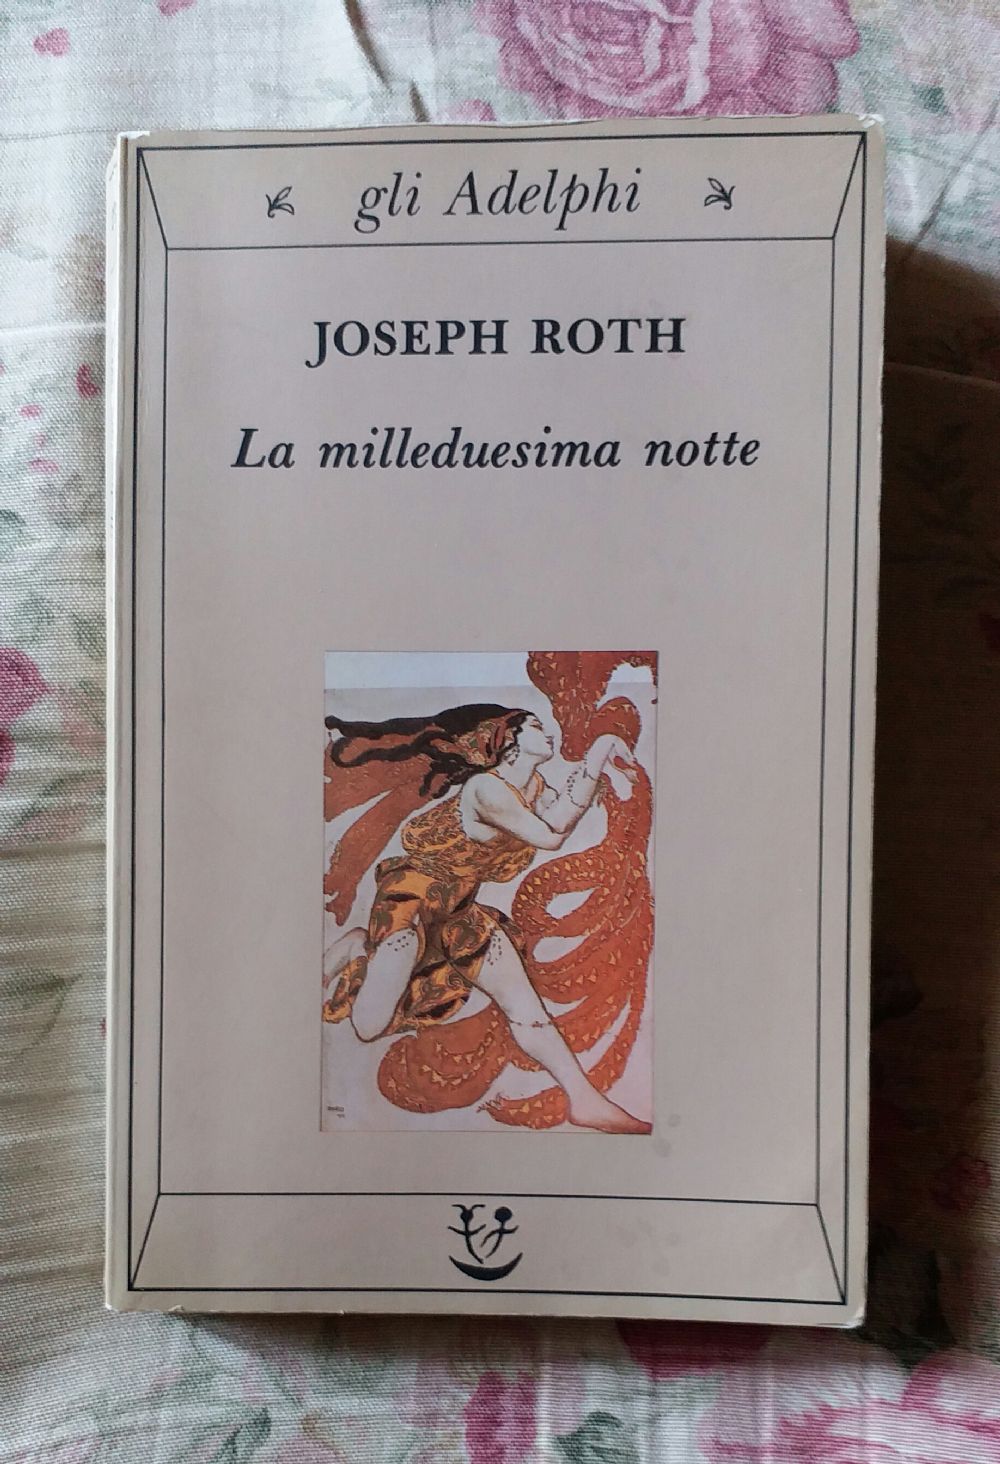 gli Adelphi
JOSEPH ROTH
La milleduesima notte